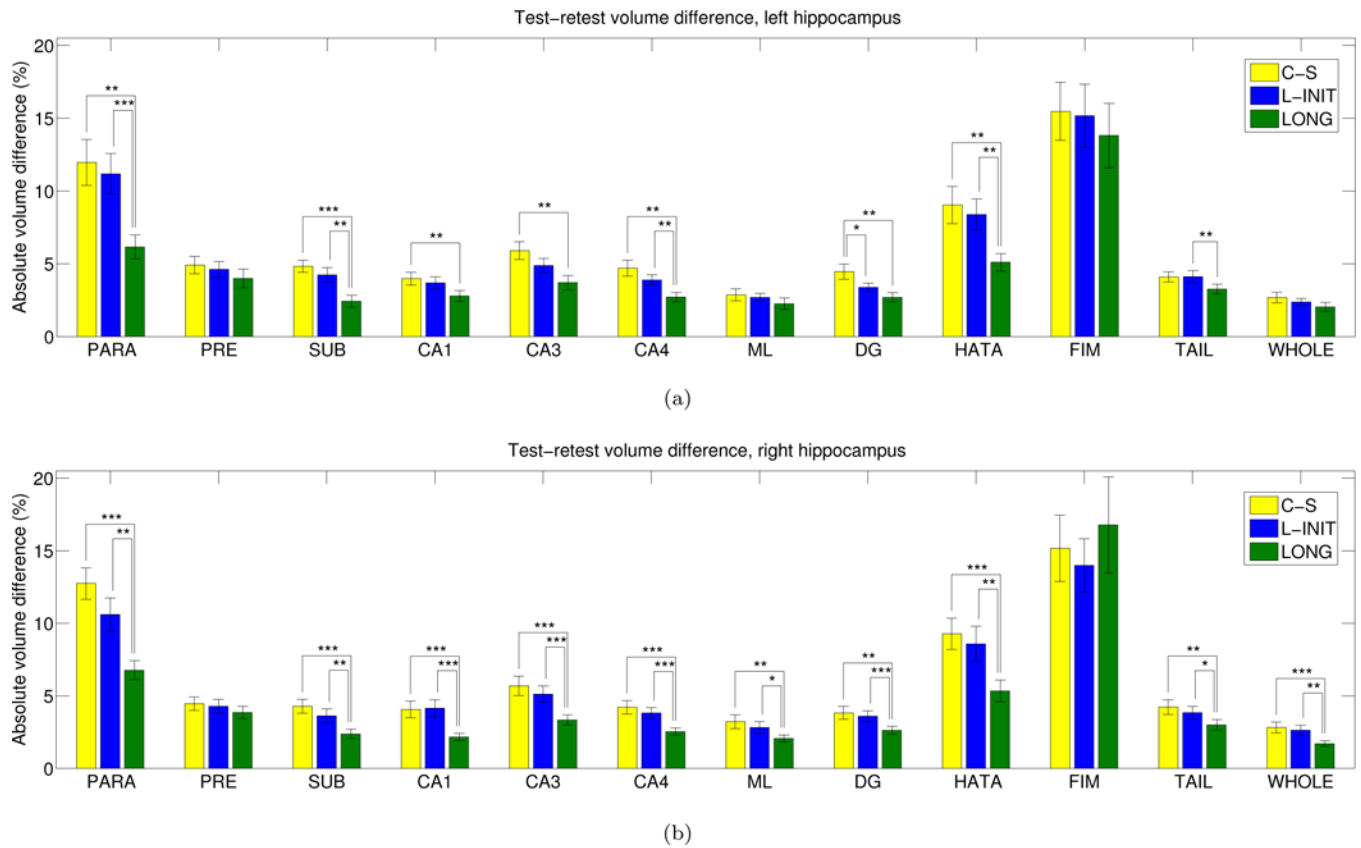 Test-retest volume difference, left hippocampus
Absolute volume difference (%)
20
15
10
5
0
C-S
L-INIT
LONG
** *** *** ** ** ** ** ** * ** ** ** **
PARA PRE SUB CA1 CA3 CA4 ML DG HATA FIM TAIL WHOLE
(a)
Test-retest volume difference, right hippocampus
Absolute volume difference (%)
20
15
10
5
0
C-S
L-INIT
LONG
*** ** *** ** *** *** *** *** *** *** ** * ** *** *** ** ** * *** **
PARA PRE SUB CA1 CA3 CA4 ML DG HATA FIM TAIL WHOLE
(b)